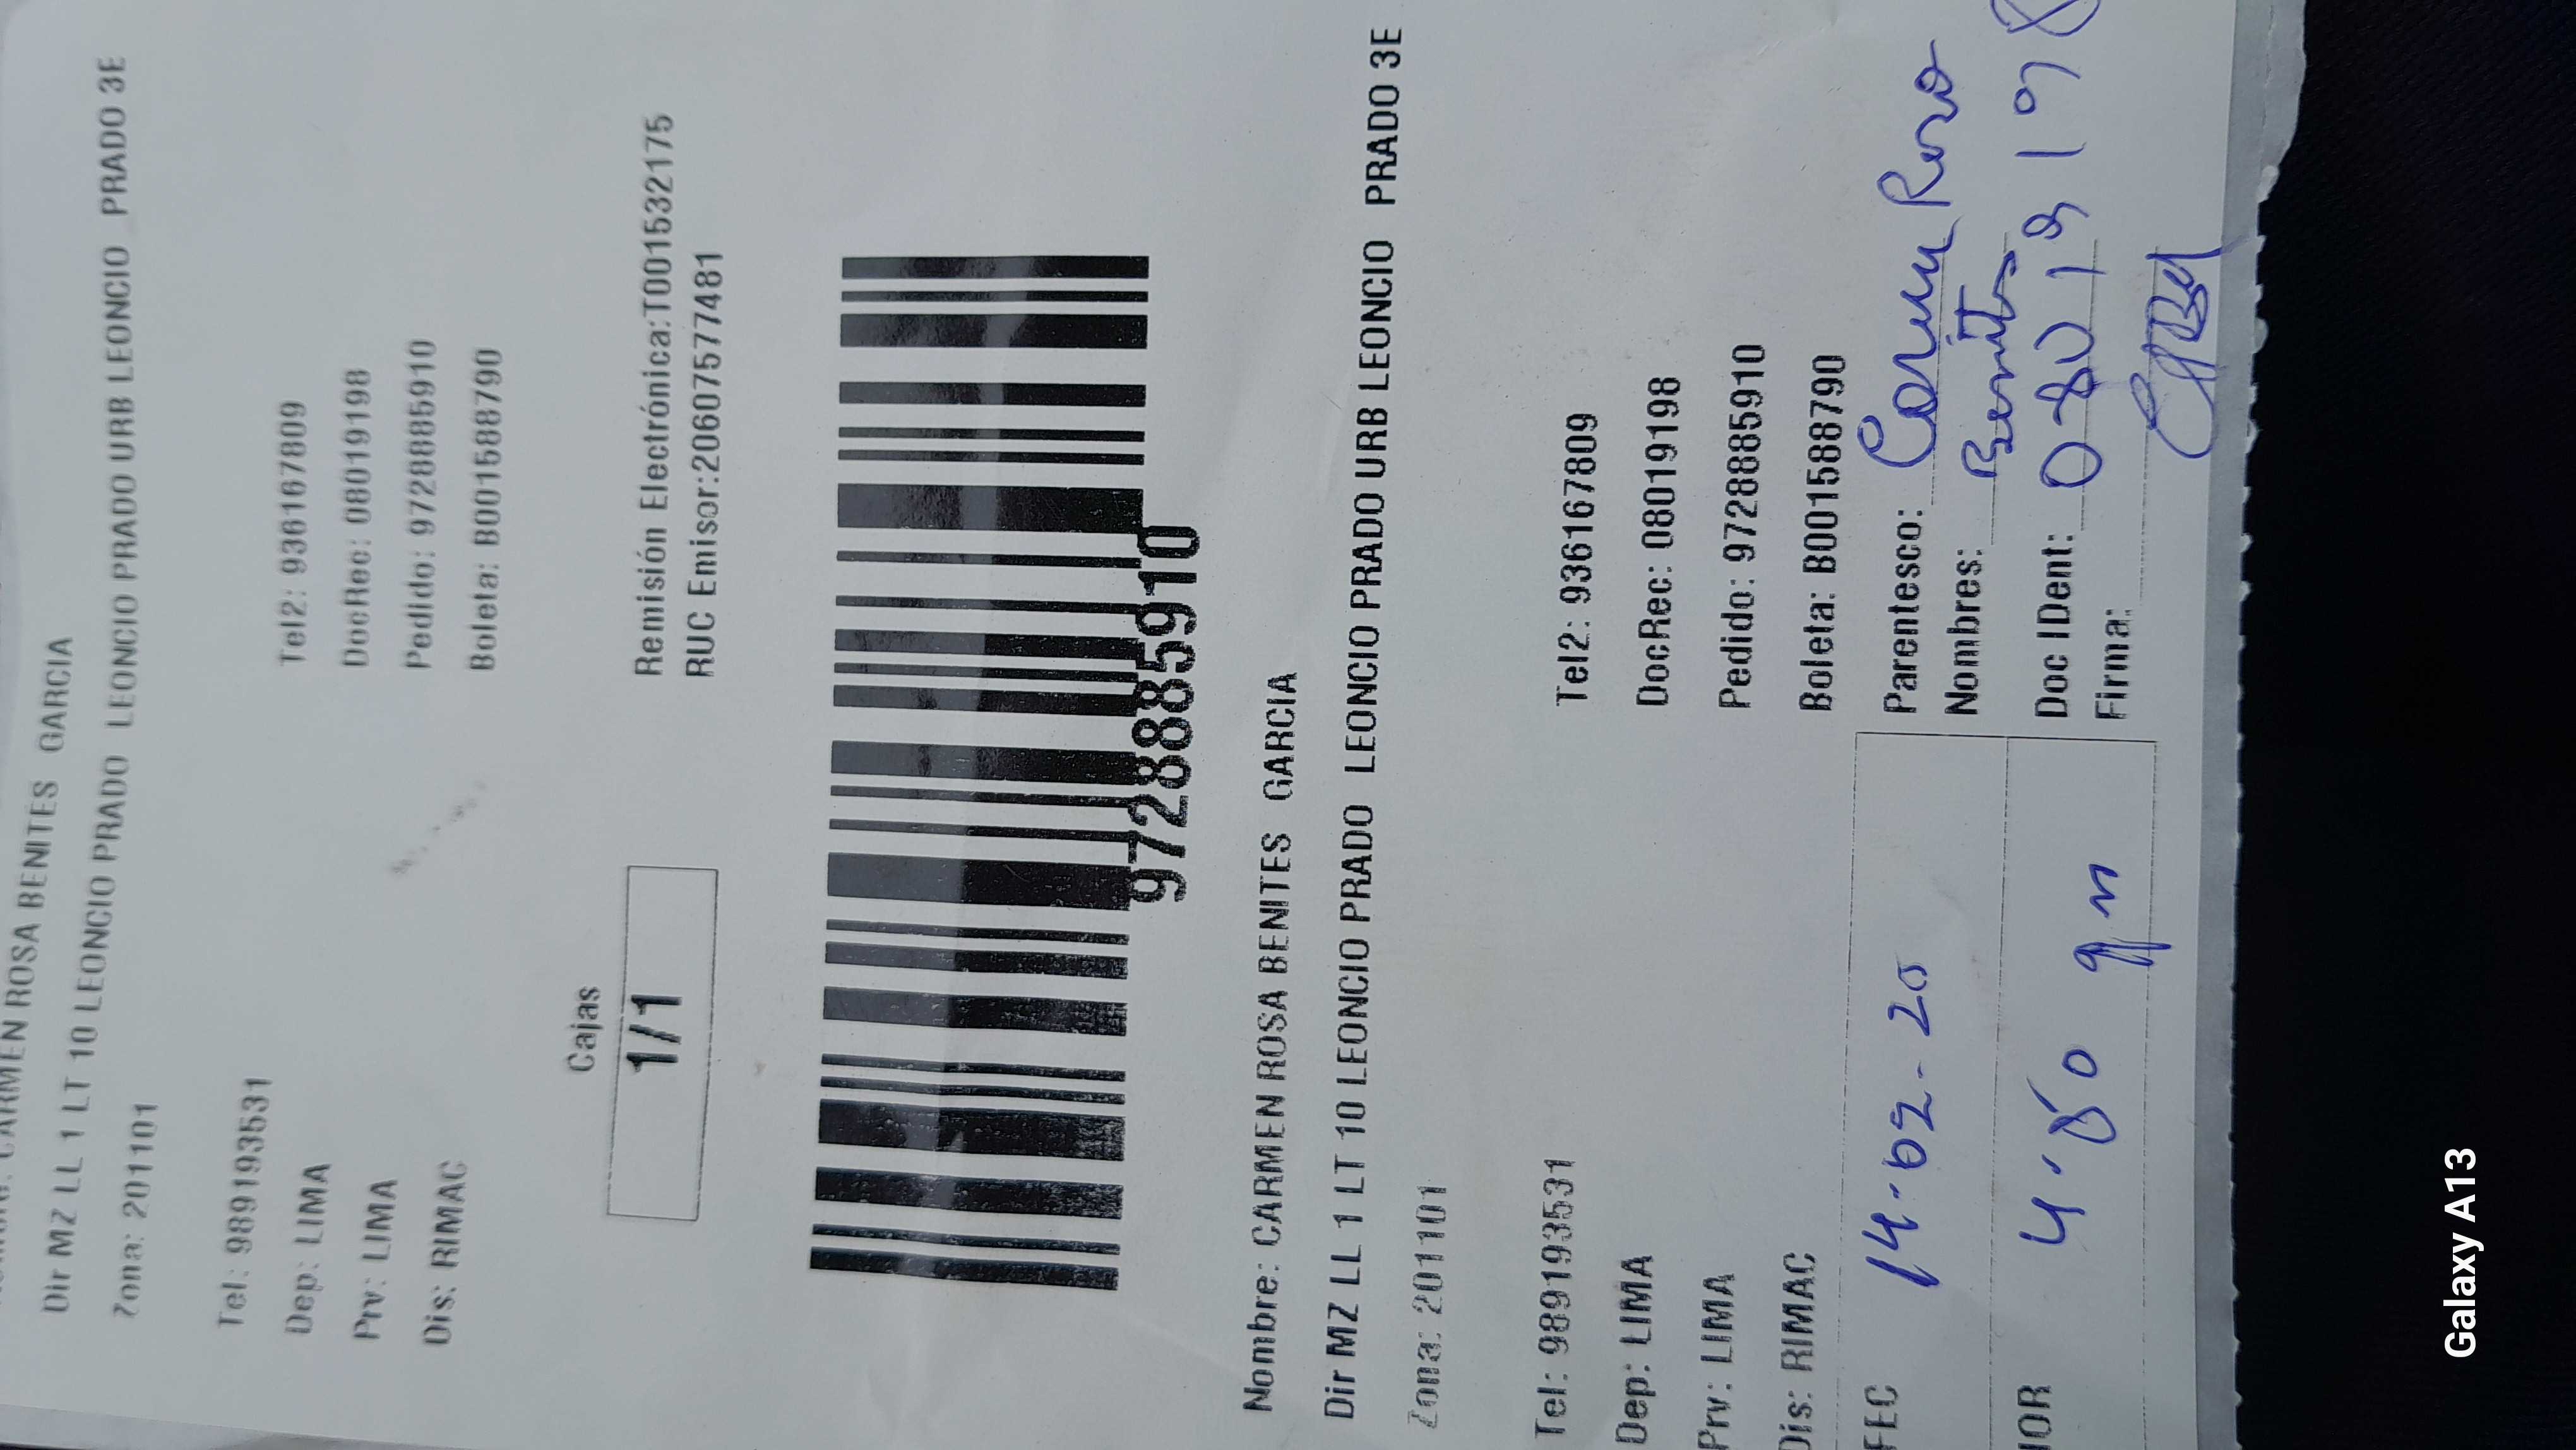 CARMEN ROSA BENITES GARCIA
Dir MZ LL 1 LT 10 LEONCIO PRADO LEONCIO PRADO URB LEONCIO PRADO 3E
Zona: 201101
Tel: 989193531 Tel2: 936167809
Dep: LIMA DocRec: 08019198
Prv: LIMA Pedido: 9728885910
Dis: RIMAC Boleta: B001588790
Cajas
1/1
Remisión Electrónica:T001532175
RUC Emisor:20607577481
9728885910
Nombre: CARMEN ROSA BENITES GARCIA
Dir MZ LL 1 LT 10 LEONCIO PRADO LEONCIO PRADO URB LEONCIO PRADO 3E
Zona: 201101
Tel: 989193531 Tel2: 936167809
Dep: LIMA DocRec: 08019198
Prv: LIMA Pedido: 9728885910
Dis: RIMAC Boleta: B001588790
FEC 14-02-20 Parentesco: Carmen Rosa
Nombres: Benites
HOR 4:50 pm Doc IDent: 08019198
Firma:
Galaxy A13